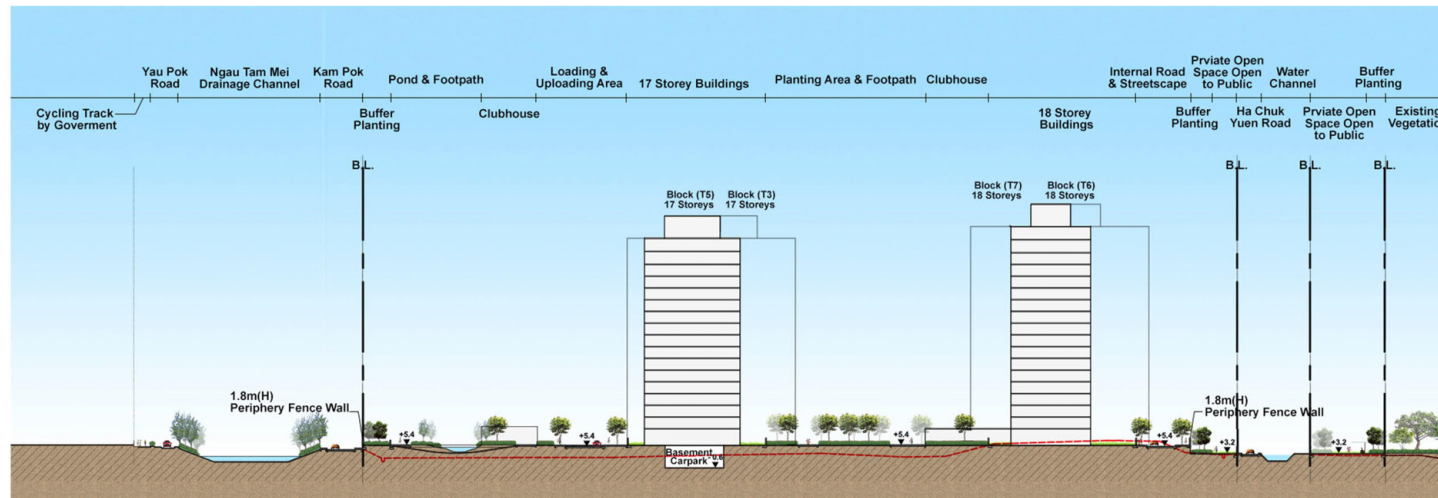 Yau Pok
Road
Ngau Tam Mei
Drainage Channel
Kam Pok
Road
Pond & Footpath
Loading &
Uploading Area
17 Storey Buildings
Planting Area & Footpath
Clubhouse
Internal Road
& Streetscape
Prviate Open
Space Open
to Public
Water
Channel
Buffer
Planting
Cycling Track
by Goverment
Buffer
Planting
Clubhouse
18 Storey
Buildings
Buffer
Planting
Ha Chuk
Yuen Road
Prviate Open
Space Open
to Public
Existing
Vegetatio
B.L.
B.L.
B.L.
B.L.
Block (T5)
17 Storeys
Block (T3)
17 Storeys
Block (T7)
18 Storeys
Block (T6)
18 Storeys
1.8m(H)
Periphery Fence Wall
1.8m(H)
Periphery Fence Wall
+5.4
+5.4
+5.4
+5.4
+3.2
+3.2
Basement
Carpark
-0.6